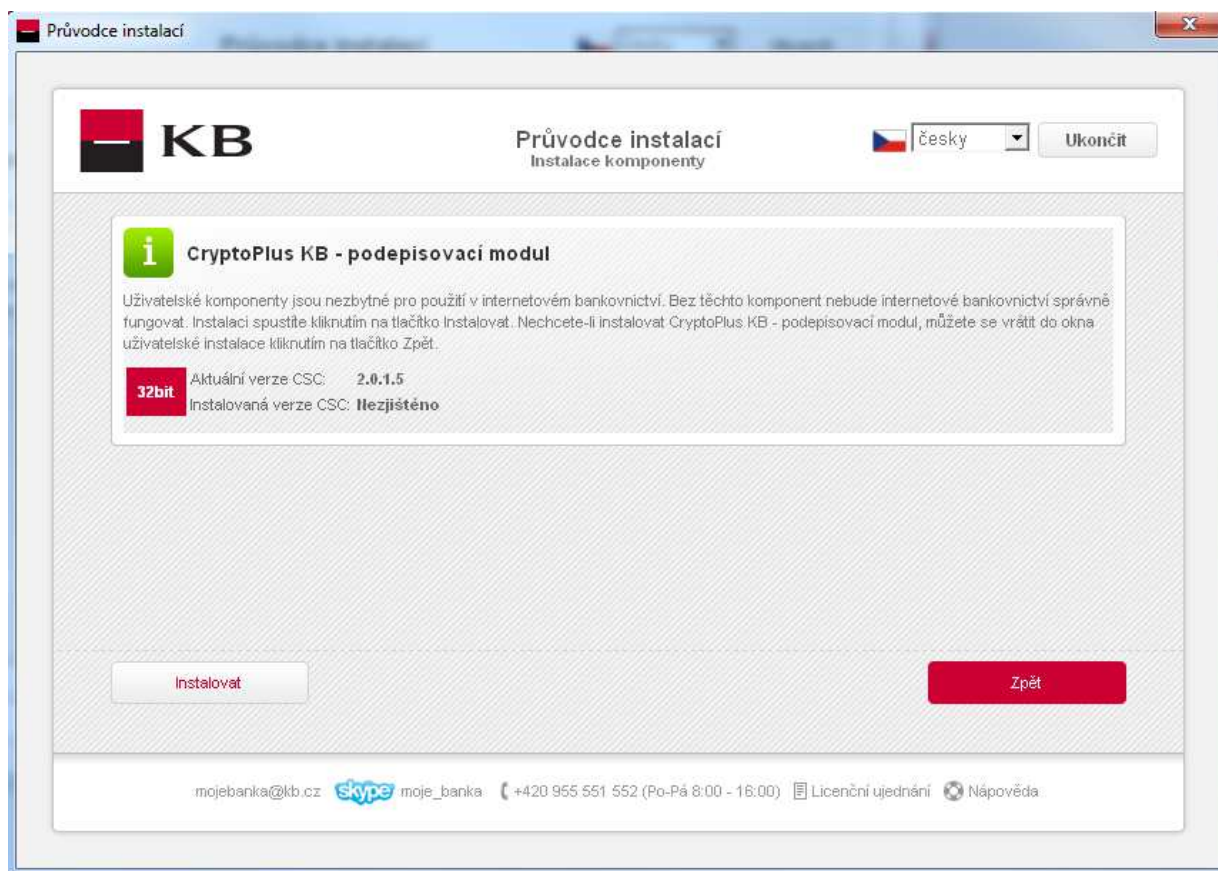 Průvodce instalací
KB
Průvodce instalací
Instalace komponenty
česky
Ukončit
i
CryptoPlus KB - podepisovací modul
Uživatelské komponenty jsou nezbytné pro použití v internetovém bankovnictví. Bez těchto komponent nebude internetové bankovnictví správně
fungovat. Instalaci spustíte kliknutím na tlačítko Instalovat. Nechcete-li instalovat CryptoPlus KB - podepisovací modul, můžete se vrátit do okna
uživatelské instalace kliknutím na tlačítko Zpět.
32bit
Aktuální verze CSC: 2.0.1.5
Instalovaná verze CSC: Nezjištěno
Instalovat
Zpět
mojebanka@kb.cz skype moje_banka +420 955 551 552 (Po-Pá 8:00 - 16:00) Licenční ujednání Nápověda